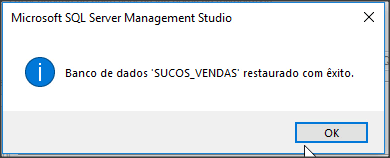 Microsoft SQL Server Management Studio
Banco de dados 'SUCOS_VENDAS' restaurado com êxito.
OK